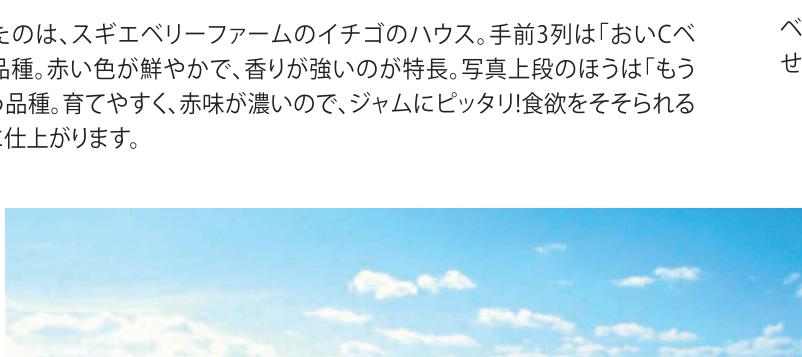 たのは、スギエベリーファームのイチゴのハウス。手前3列は「おいCベ
品種。赤い色が鮮やかで、香りが強いのが特長。写真上段のほうは「もう
品種。育てやすく、赤味が濃いので、ジャムにピッタリ!食欲をそそられる
に仕上がります。
べ
せ